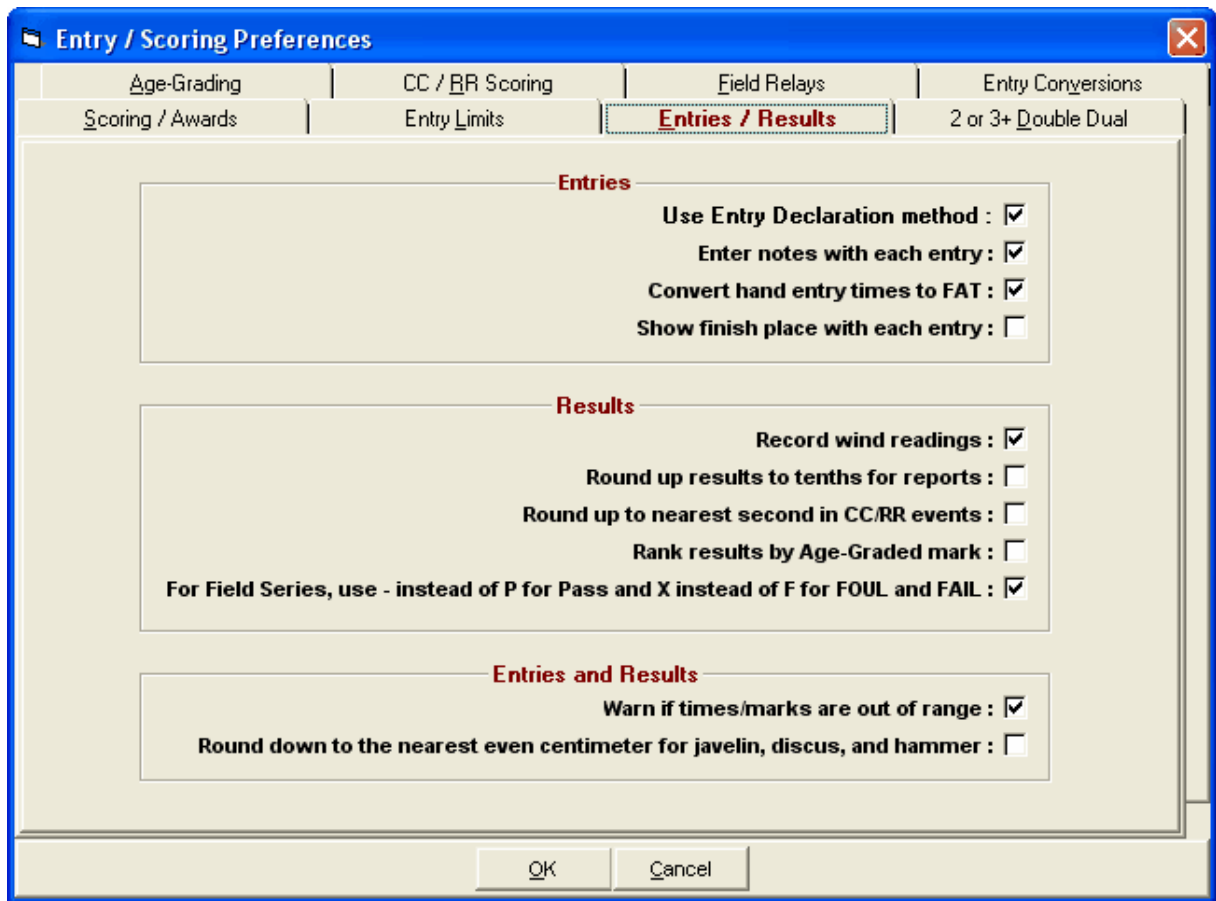 Entry / Scoring Preferences
Age-Grading
CC / RR Scoring
Field Relays
Entry Conversions
Scoring / Awards
Entry Limits
Entries / Results
2 or 3+ Double Dual
Entries
Use Entry Declaration method :
Enter notes with each entry :
Convert hand entry times to FAT :
Show finish place with each entry :
Results
Record wind readings :
Round up results to tenths for reports :
Round up to nearest second in CC/RR events :
Rank results by Age-Graded mark :
For Field Series, use - instead of P for Pass and X instead of F for FOUL and FAIL :
Entries and Results
Warn if times/marks are out of range :
Round down to the nearest even centimeter for javelin, discus, and hammer :
OK
Cancel